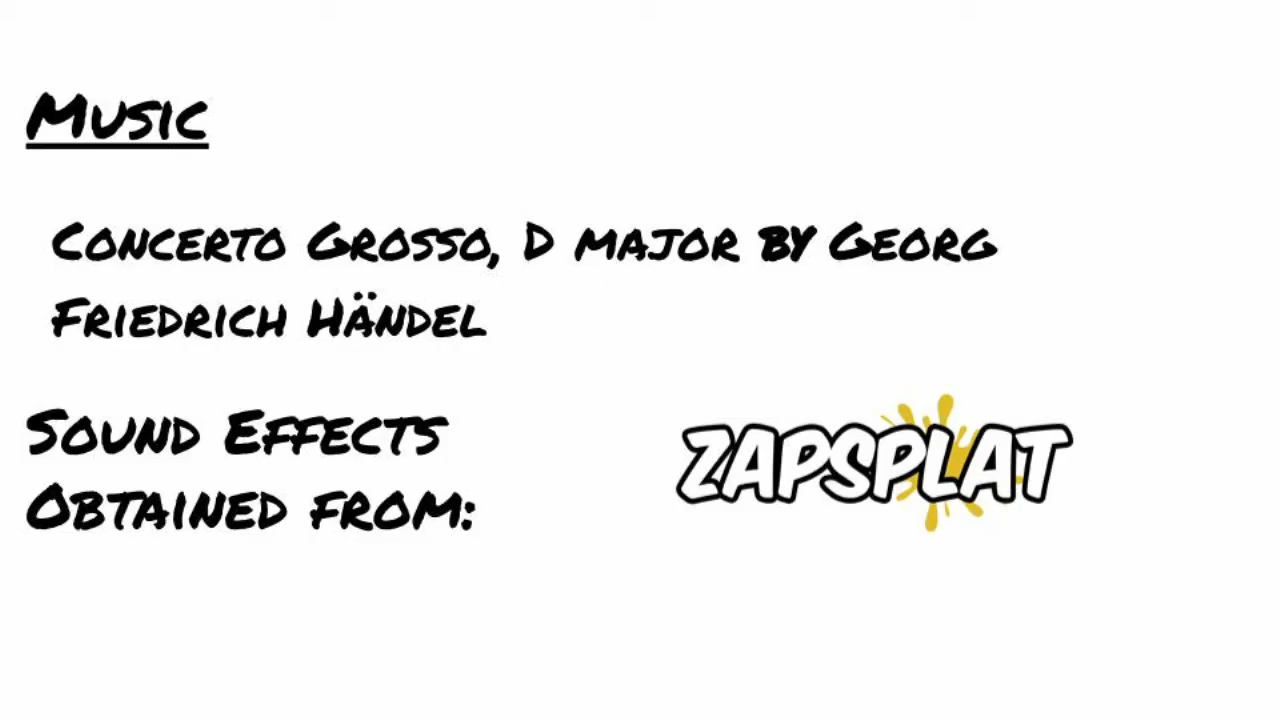 Music
Concerto Grosso, D major by Georg
Friedrich Händel
Sound Effects
Obtained from:
ZAPSPLAT